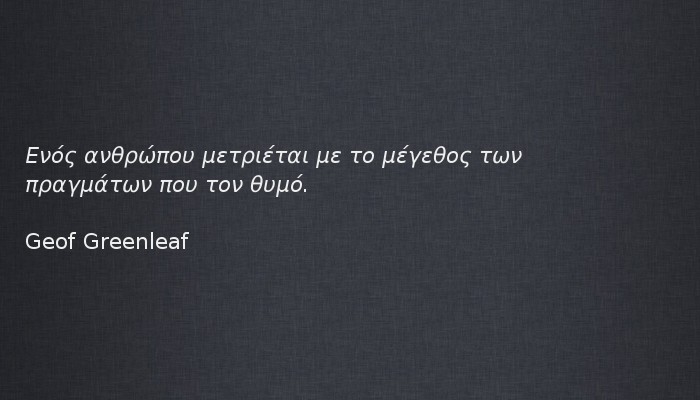 Ενός ανθρώπου μετριέται με το μέγεθος των
πραγμάτων που τον θυμό.
Geof Greenleaf